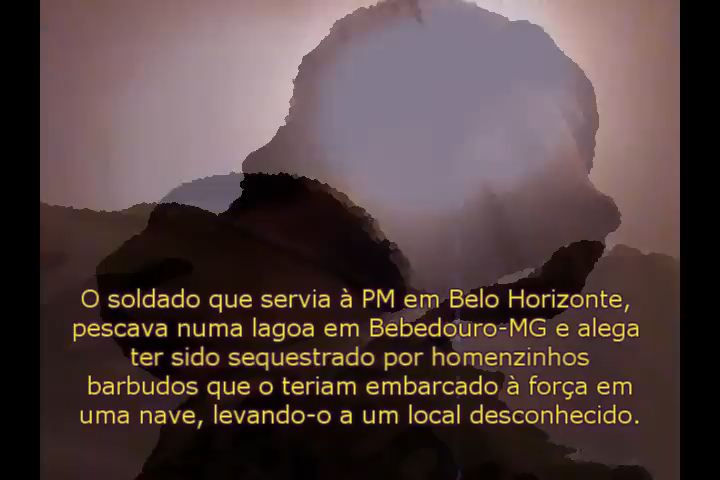 O soldado que servia à PM em Belo Horizonte,
pescava numa lagoa em Bebedouro-MG e alega
ter sido sequestrado por homenzinhos
barbudos que o teriam embarcado à força em
uma nave, levando-o a um local desconhecido.